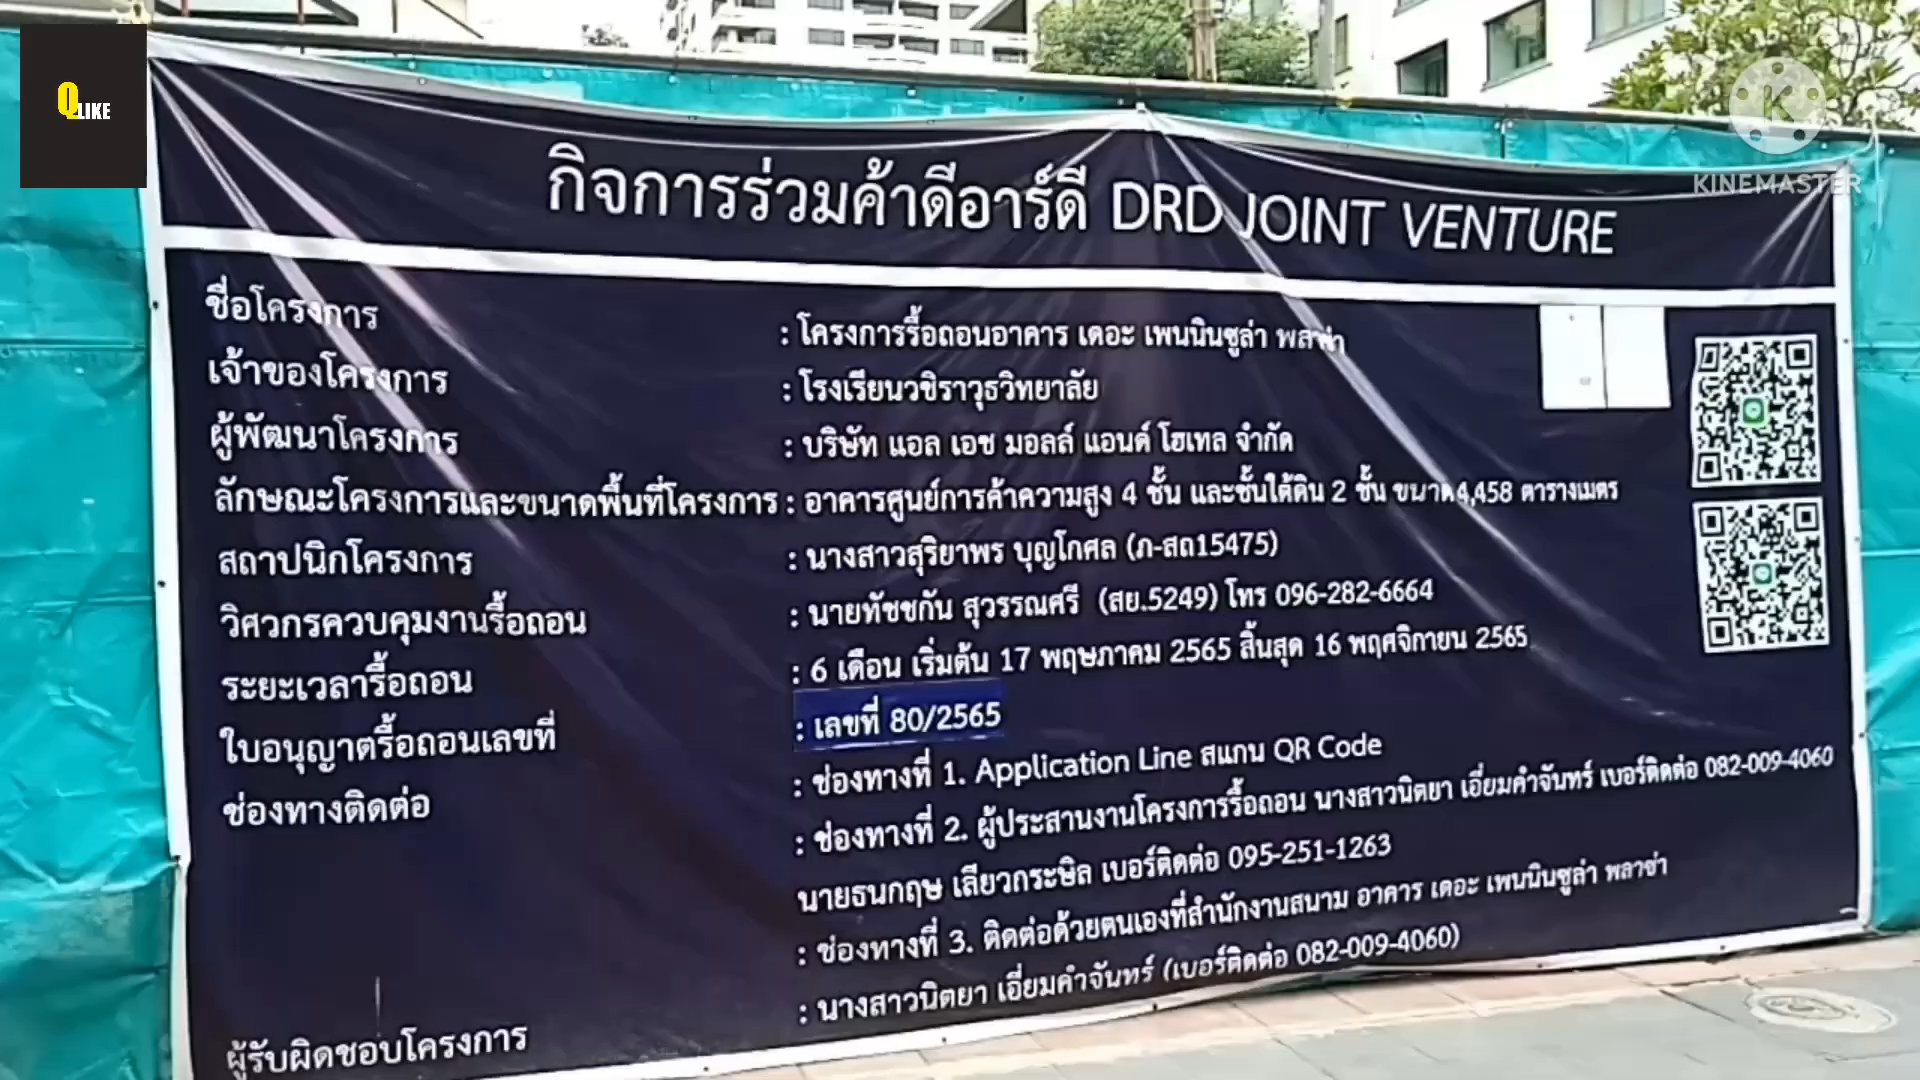 QLIKE
KINEMASTER
กิจการร่วมค้าดีอาร์ดี DRD JOINT VENTURE
ชื่อโครงการ : โครงการรื้อถอนอาคาร เดอะ เพนนินซูล่า พลาซ่า
เจ้าของโครงการ : โรงเรียนวชิราวุธวิทยาลัย
ผู้พัฒนาโครงการ : บริษัท แอล เอช มอลล์ แอนด์ โฮเทล จำกัด
ลักษณะโครงการและขนาดพื้นที่โครงการ : อาคารศูนย์การค้าความสูง 4 ชั้น และชั้นใต้ดิน 2 ชั้น ขนาด4,458 ตารางเมตร
สถาปนิกโครงการ : นางสาวสุริยาพร บุญโกศล (ภ-สถ15475)
วิศวกรควบคุมงานรื้อถอน : นายทัชชกัน สุวรรณศรี (สย.5249) โทร 096-282-6664
ระยะเวลารื้อถอน : 6 เดือน เริ่มต้น 17 พฤษภาคม 2565 สิ้นสุด 16 พฤศจิกายน 2565
ใบอนุญาตรื้อถอนเลขที่ : เลขที่ 80/2565
ช่องทางติดต่อ : ช่องทางที่ 1. Application Line สแกน QR Code
: ช่องทางที่ 2. ผู้ประสานงานโครงการรื้อถอน นางสาวนิตยา เอี่ยมคำจันทร์ เบอร์ติดต่อ 082-009-4060
นายธนกฤษ เลียวกระษิล เบอร์ติดต่อ 095-251-1263
: ช่องทางที่ 3. ติดต่อด้วยตนเองที่สำนักงานสนาม อาคาร เดอะ เพนนินซูล่า พลาซ่า
ผู้รับผิดชอบโครงการ : นางสาวนิตยา เอี่ยมคำจันทร์ (เบอร์ติดต่อ 082-009-4060)